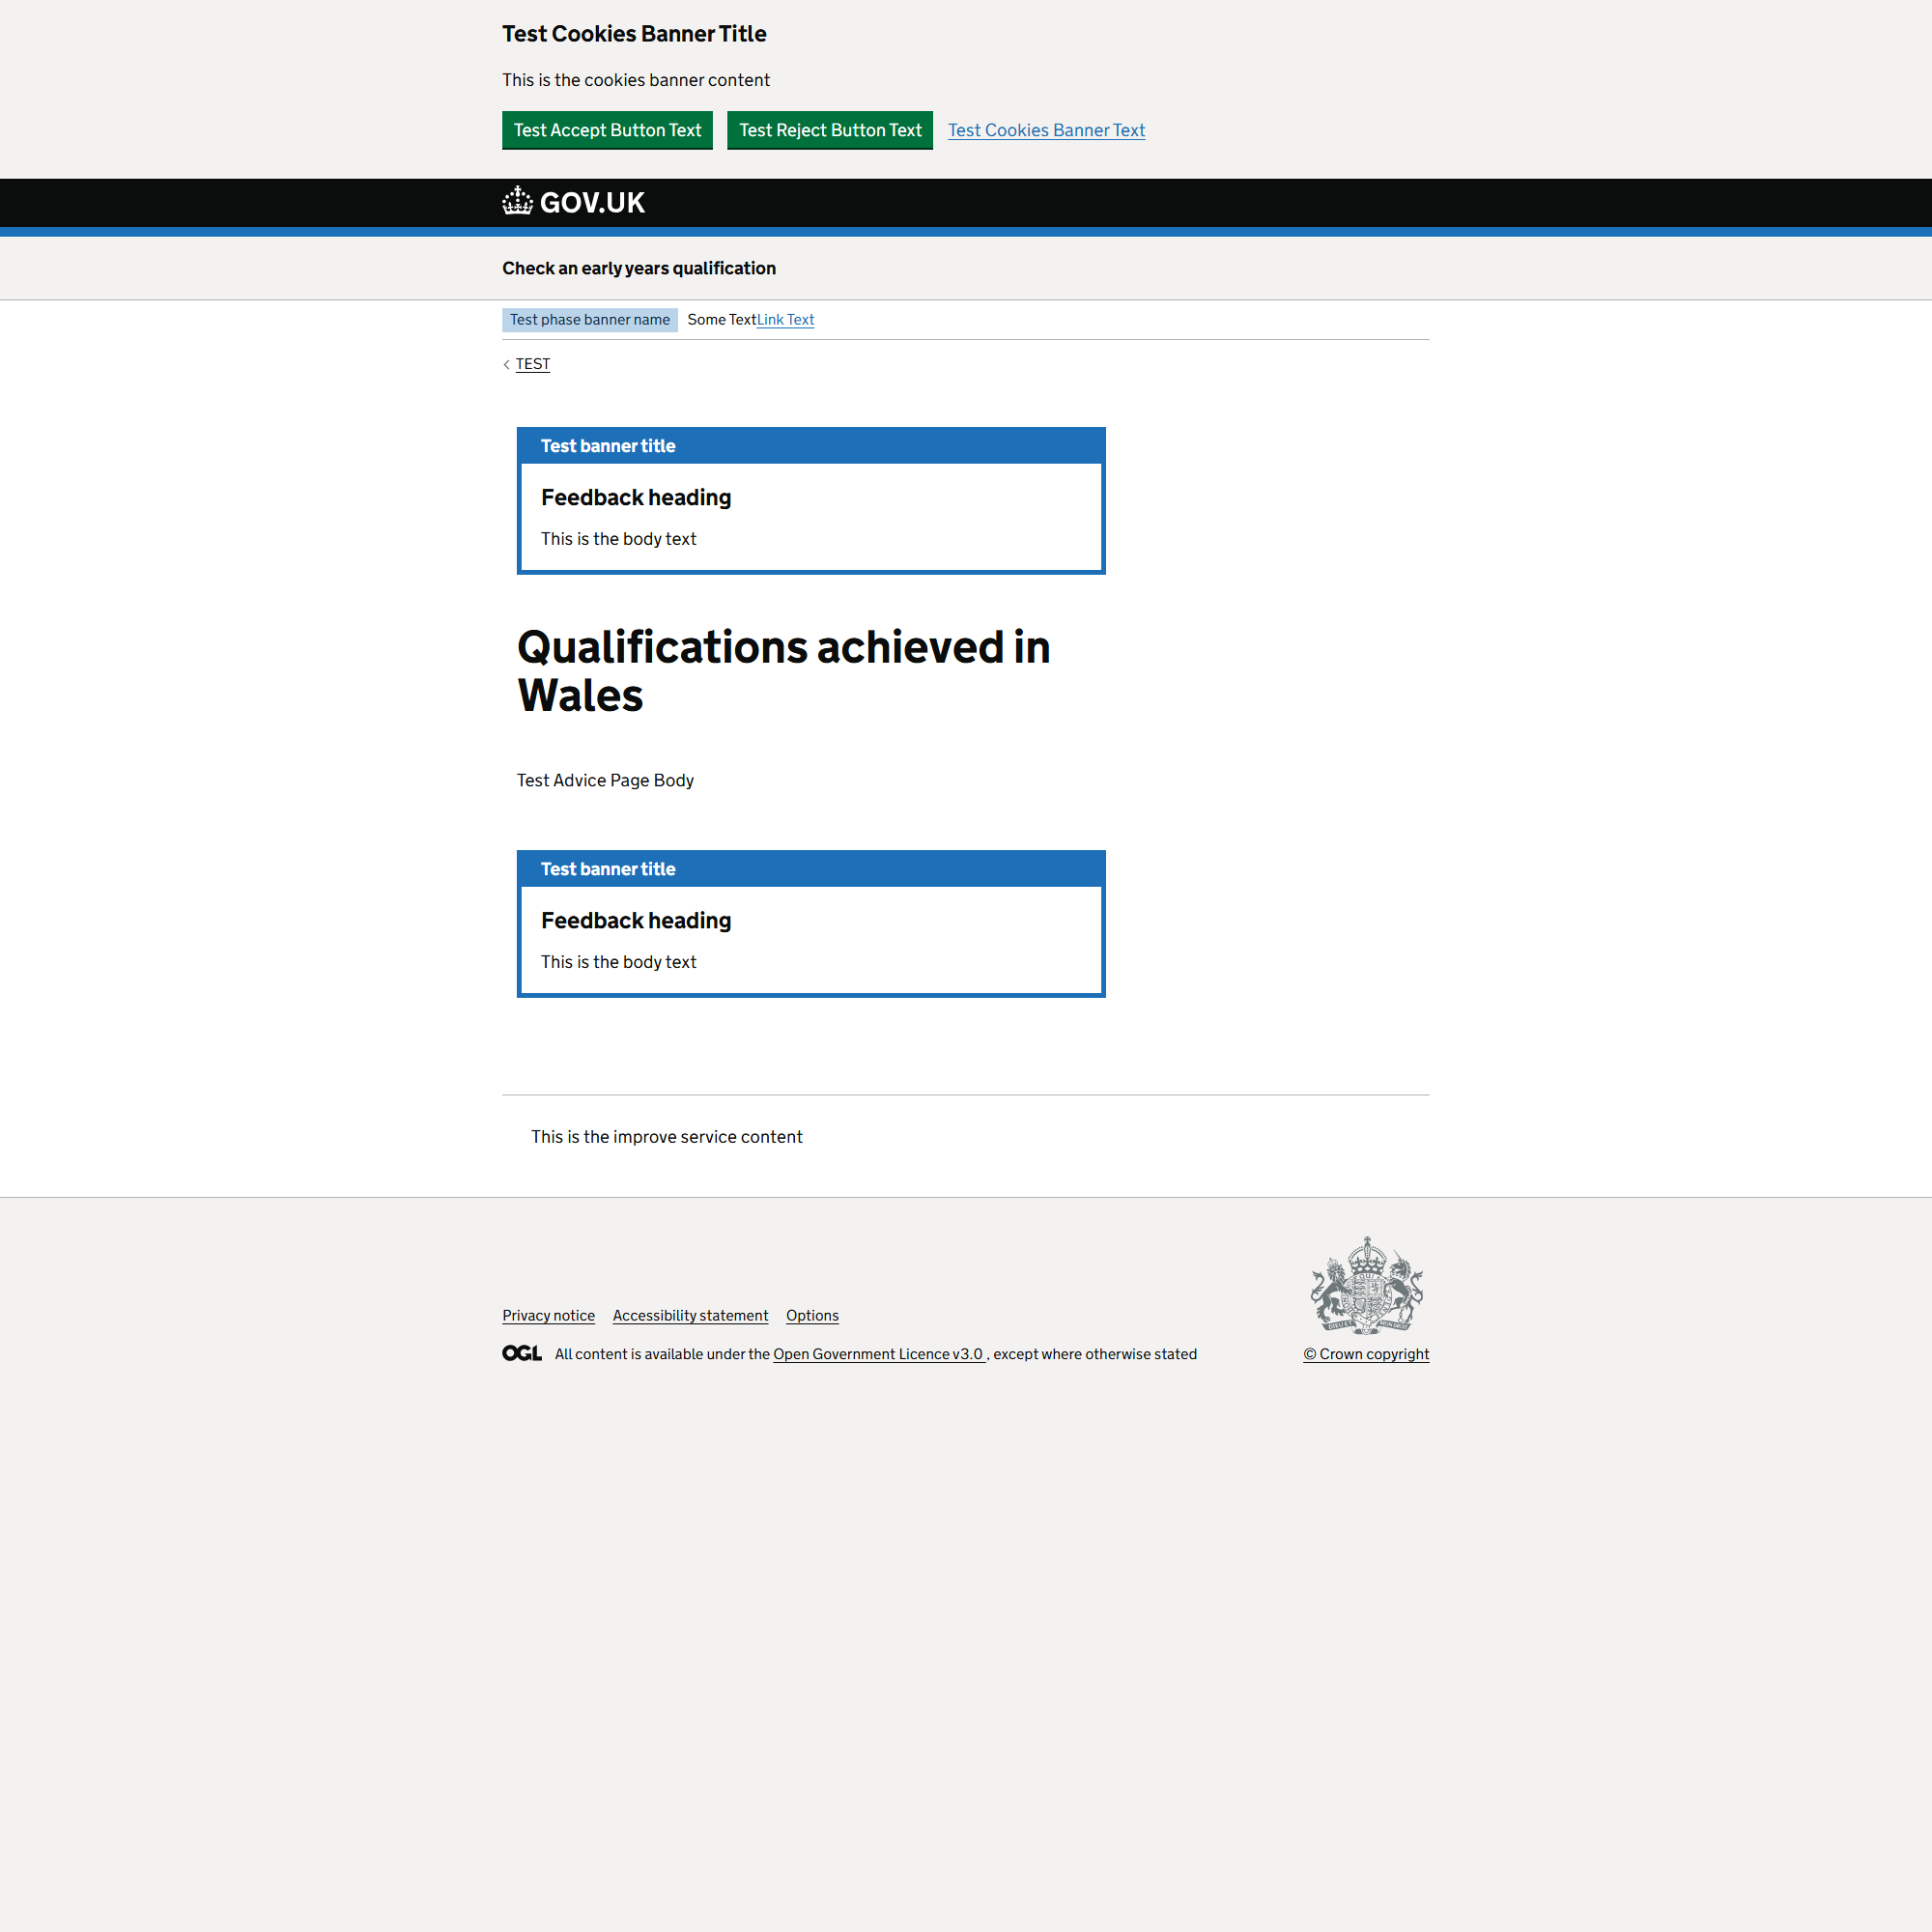 Test Cookies Banner Title
This is the cookies banner content
Test Accept Button Text Test Reject Button Text Test Cookies Banner Text
GOV.UK
Check an early years qualification
Test phase banner name Some TextLink Text
TEST
Test banner title
Feedback heading
This is the body text
Qualifications achieved in
Wales
Test Advice Page Body
Test banner title
Feedback heading
This is the body text
This is the improve service content
Privacy notice Accessibility statement Options
OGL All content is available under the Open Government Licence v3.0 , except where otherwise stated
© Crown copyright